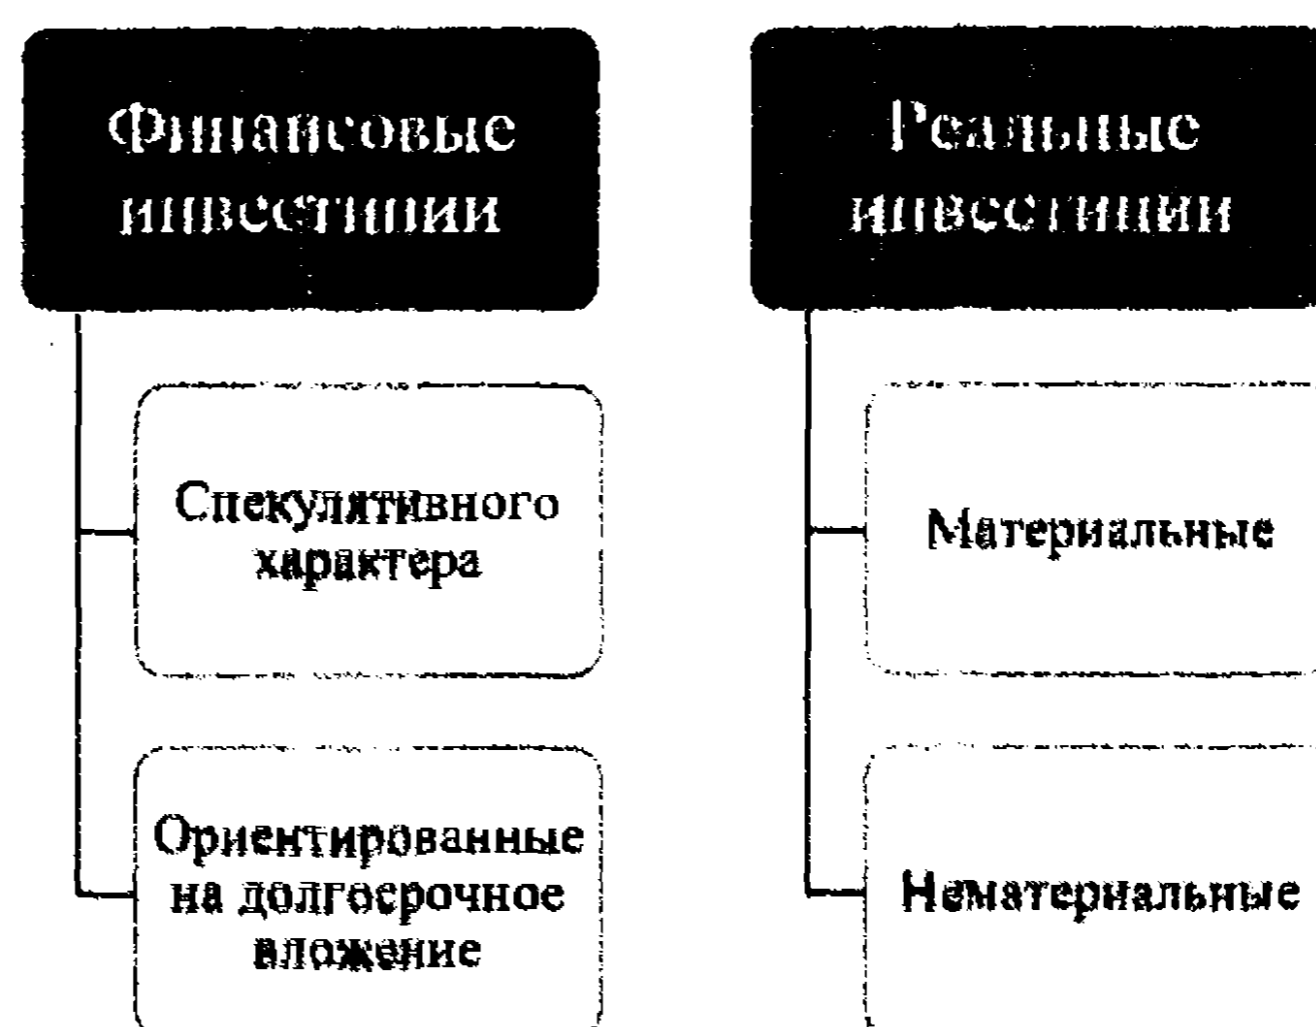 Финансовые
инвестиции
Спекулятивного
характера
Ориентированные
на долгосрочное
вложение
Реальные
инвестиции
Материальные
Нематериальные